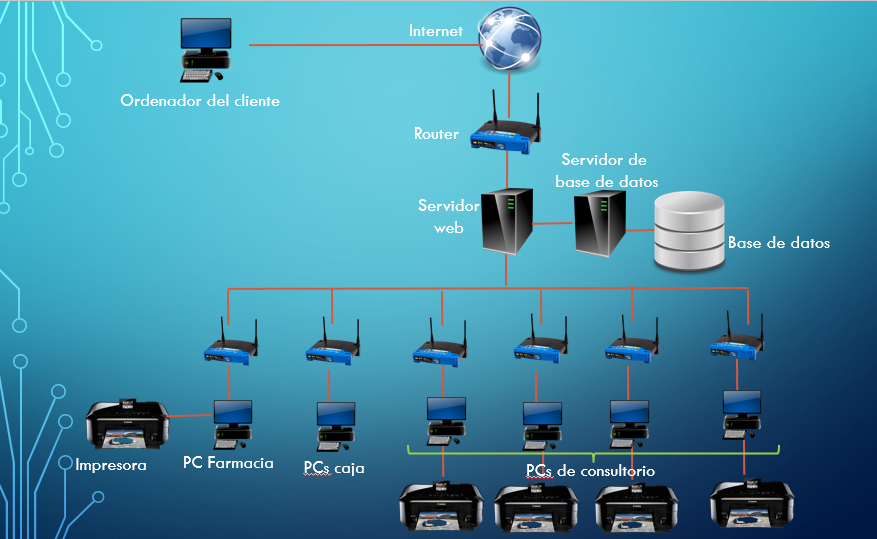 Internet
Ordenador del cliente
Router
Servidor de
base de datos
Servidor
web
Base de datos
Impresora
PC Farmacia
PCs caja
PCs de consultorio